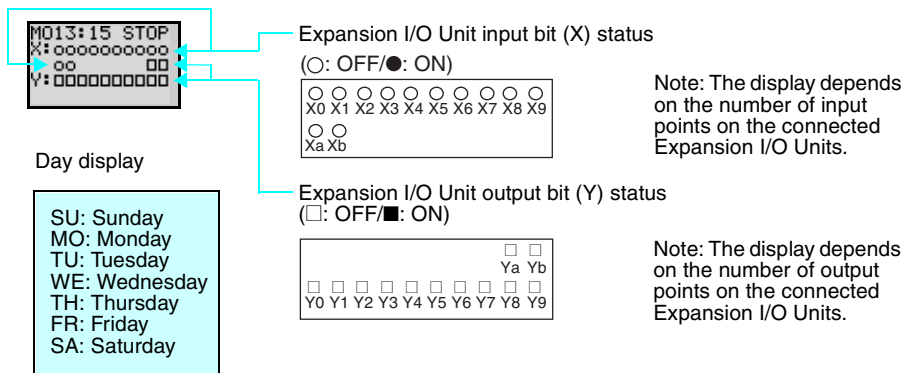 MO13:15 STOP
X:○○○○○○○○○○
○○ □□
Y:□□□□□□□□□□
Expansion I/O Unit input bit (X) status
(○: OFF/●: ON)
X0 X1 X2 X3 X4 X5 X6 X7 X8 X9
Xa Xb
Note: The display depends
on the number of input
points on the connected
Expansion I/O Units.
Day display
SU: Sunday
MO: Monday
TU: Tuesday
WE: Wednesday
TH: Thursday
FR: Friday
SA: Saturday
Expansion I/O Unit output bit (Y) status
(□: OFF/■: ON)
Ya Yb
Y0 Y1 Y2 Y3 Y4 Y5 Y6 Y7 Y8 Y9
Note: The display depends
on the number of output
points on the connected
Expansion I/O Units.